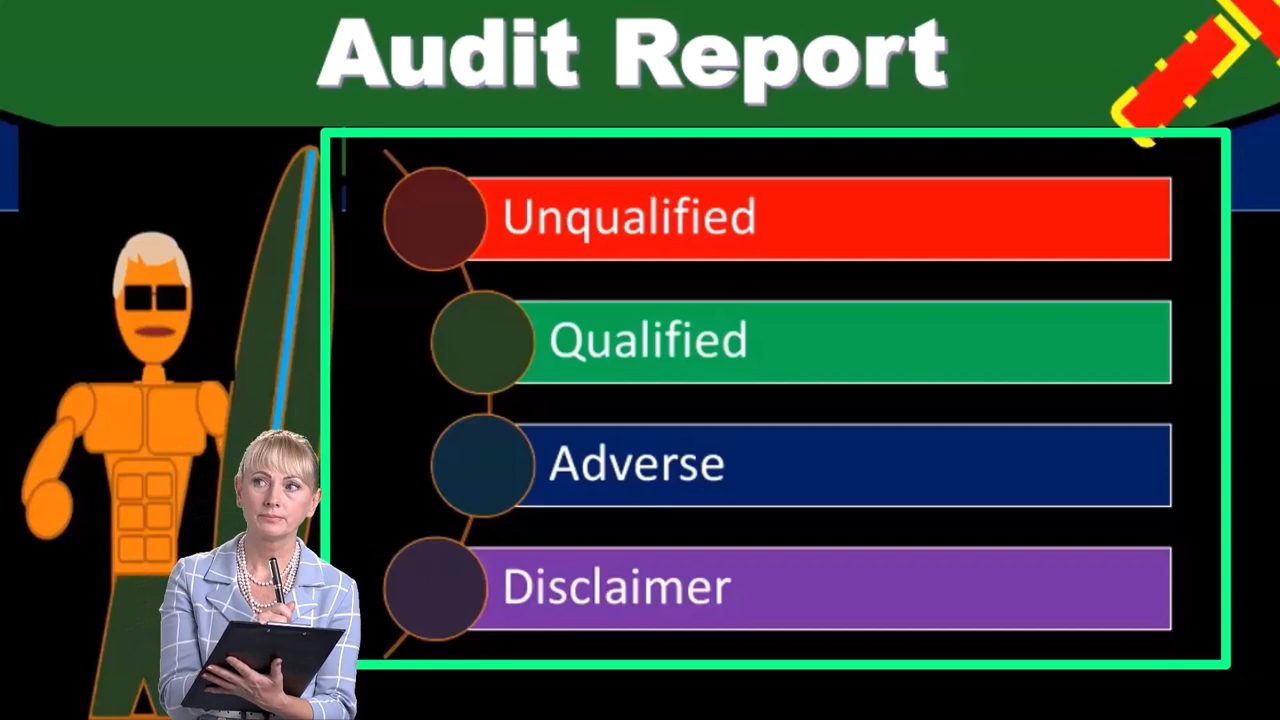 Audit Report
Unqualified
Qualified
Adverse
Disclaimer